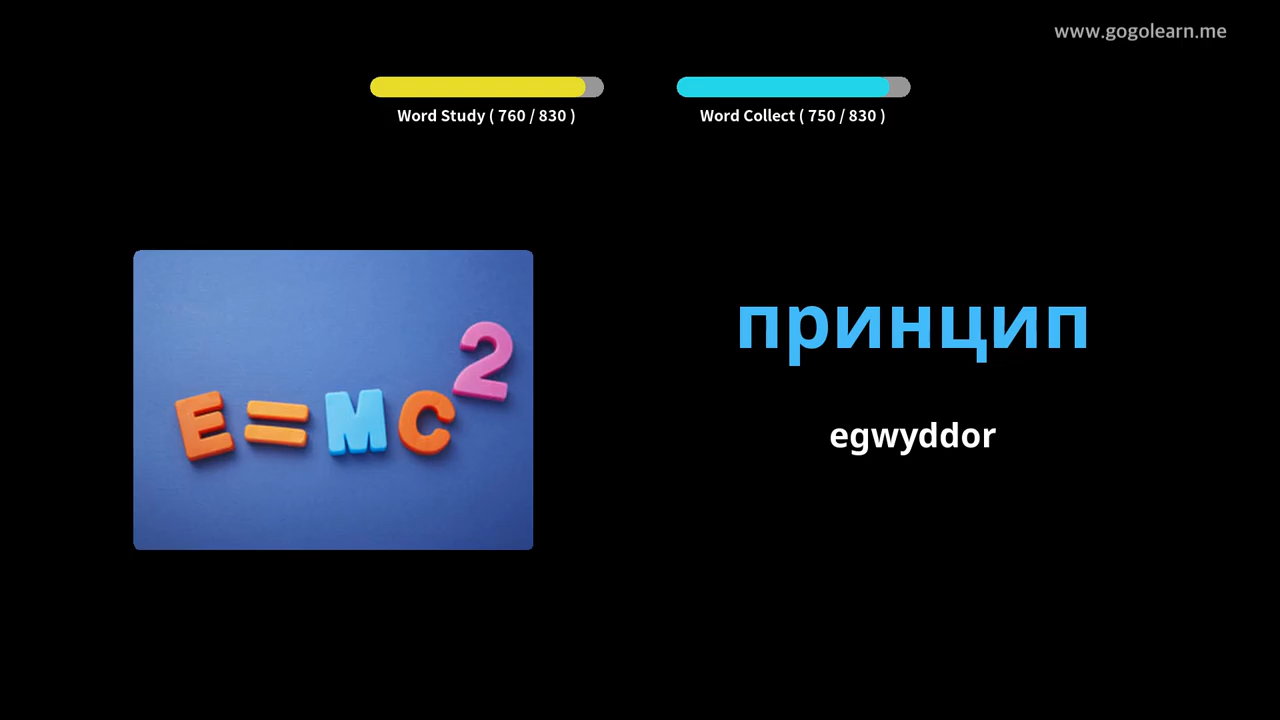 www.gogolearn.me
Word Study ( 760 / 830 )
Word Collect ( 750 / 830 )
E=MC2
принцип
egwyddor